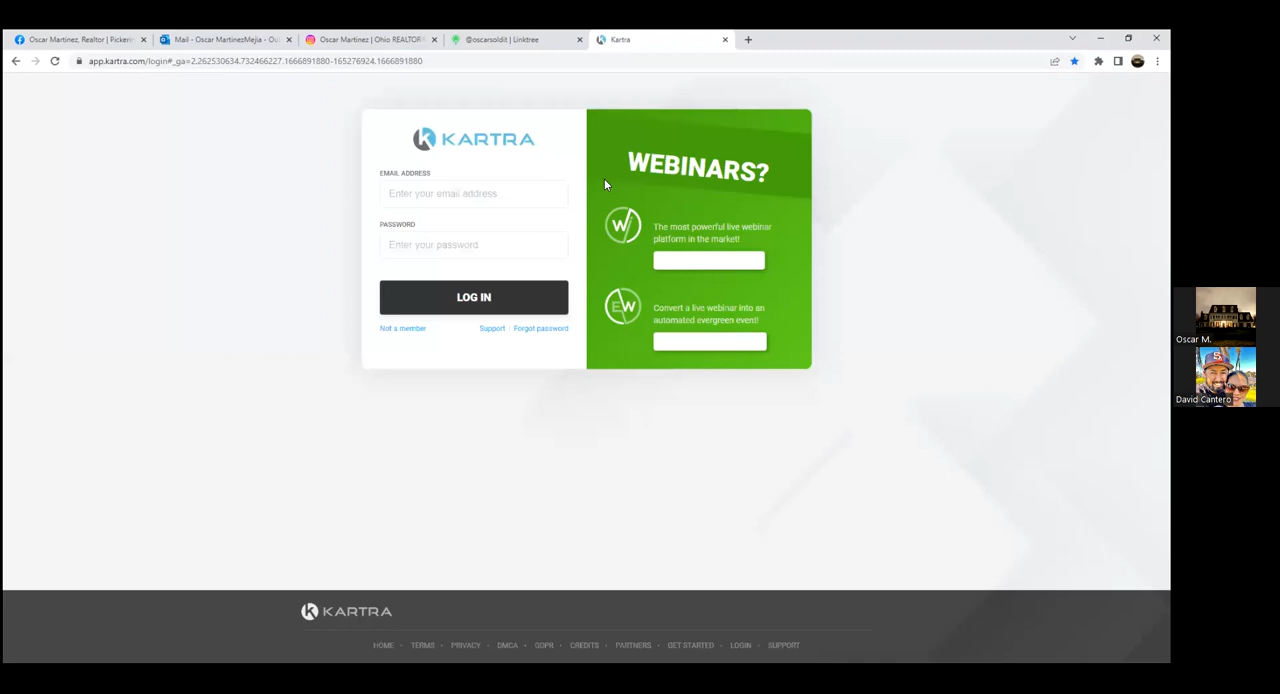 Oscar Martinez, Realtor | Pickerin
Mail - Oscar MartinezMejia - Ou
Oscar Martinez | Ohio REALTOR®
@oscarsoldit | Linktree
Kartra
app.kartra.com/login#_ga=2.262530634.732466227.1666891880-165276924.1666891880
KARTRA
EMAIL ADDRESS
Enter your email address
PASSWORD
Enter your password
LOG IN
Not a member
Support
Forgot password
WEBINARS?
The most powerful live webinar
platform in the market!
Convert a live webinar into an
automated evergreen event!
Oscar M.
David Cantero
KARTRA
HOME - TERMS - PRIVACY - DMCA - GDPR - CREDITS - PARTNERS - GET STARTED - LOGIN - SUPPORT